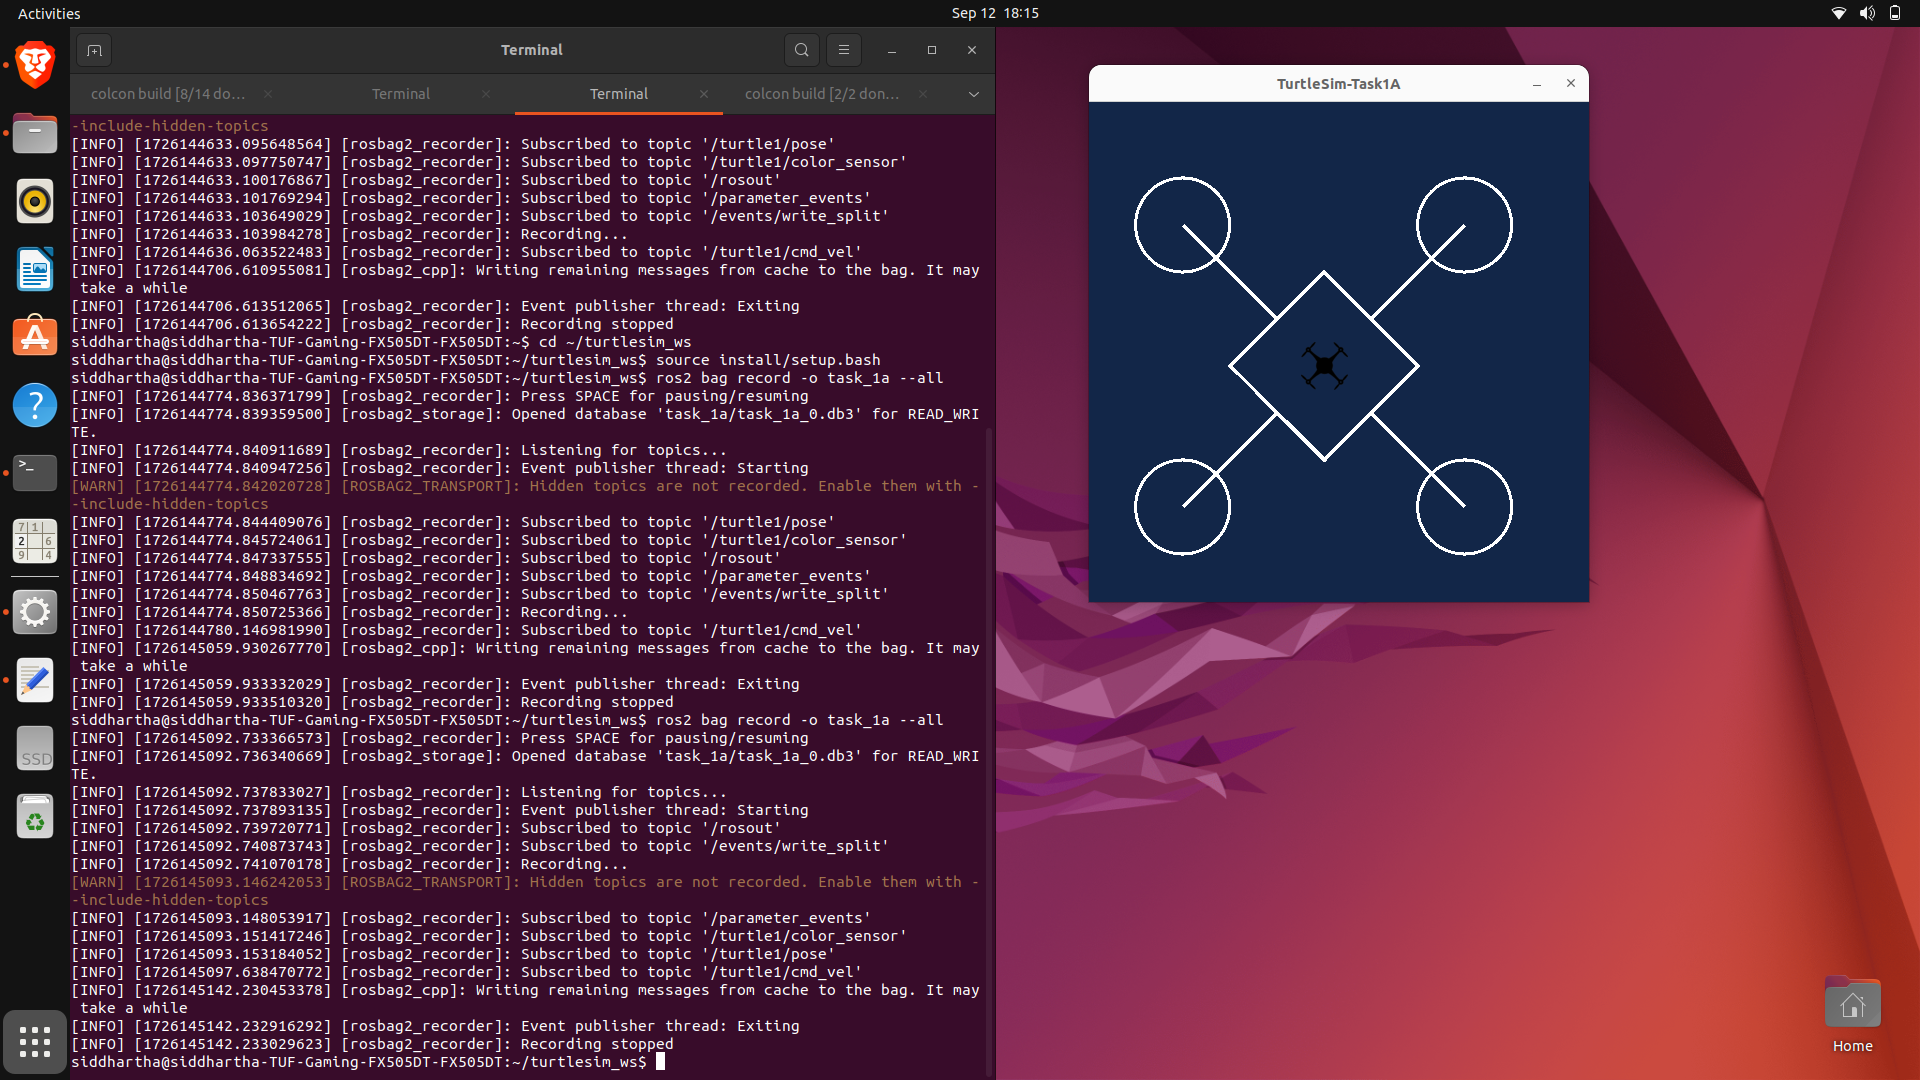 Activities
Sep 12 18:15
Terminal
colcon build [8/14 do...
Terminal
Terminal
colcon build [2/2 don...
-include-hidden-topics
[INFO] [1726144633.095648564] [rosbag2_recorder]: Subscribed to topic '/turtle1/pose'
[INFO] [1726144633.097750747] [rosbag2_recorder]: Subscribed to topic '/turtle1/color_sensor'
[INFO] [1726144633.100176867] [rosbag2_recorder]: Subscribed to topic '/rosout'
[INFO] [1726144633.101769294] [rosbag2_recorder]: Subscribed to topic '/parameter_events'
[INFO] [1726144633.103649029] [rosbag2_recorder]: Subscribed to topic '/events/write_split'
[INFO] [1726144633.103984278] [rosbag2_recorder]: Recording...
[INFO] [1726144636.063522483] [rosbag2_recorder]: Subscribed to topic '/turtle1/cmd_vel'
[INFO] [1726144706.610955081] [rosbag2_cpp]: Writing remaining messages from cache to the bag. It may
take a while
[INFO] [1726144706.613512065] [rosbag2_recorder]: Event publisher thread: Exiting
[INFO] [1726144706.613654222] [rosbag2_recorder]: Recording stopped
siddhartha@siddhartha-TUF-Gaming-FX505DT-FX505DT:~$ cd ~/turtlesim_ws
siddhartha@siddhartha-TUF-Gaming-FX505DT-FX505DT:~/turtlesim_ws$ source install/setup.bash
siddhartha@siddhartha-TUF-Gaming-FX505DT-FX505DT:~/turtlesim_ws$ ros2 bag record -o task_1a --all
[INFO] [1726144774.836371799] [rosbag2_recorder]: Press SPACE for pausing/resuming
[INFO] [1726144774.839359500] [rosbag2_storage]: Opened database 'task_1a/task_1a_0.db3' for READ_WRI
TE.
[INFO] [1726144774.840911689] [rosbag2_recorder]: Listening for topics...
[INFO] [1726144774.840947256] [rosbag2_recorder]: Event publisher thread: Starting
[WARN] [1726144774.842020728] [ROSBAG2_TRANSPORT]: Hidden topics are not recorded. Enable them with -
-include-hidden-topics
[INFO] [1726144774.844409076] [rosbag2_recorder]: Subscribed to topic '/turtle1/pose'
[INFO] [1726144774.845724061] [rosbag2_recorder]: Subscribed to topic '/turtle1/color_sensor'
[INFO] [1726144774.847337555] [rosbag2_recorder]: Subscribed to topic '/rosout'
[INFO] [1726144774.848834692] [rosbag2_recorder]: Subscribed to topic '/parameter_events'
[INFO] [1726144774.850467763] [rosbag2_recorder]: Subscribed to topic '/events/write_split'
[INFO] [1726144774.850725366] [rosbag2_recorder]: Recording...
[INFO] [1726144780.146981990] [rosbag2_recorder]: Subscribed to topic '/turtle1/cmd_vel'
[INFO] [1726145059.930267770] [rosbag2_cpp]: Writing remaining messages from cache to the bag. It may
take a while
[INFO] [1726145059.933332029] [rosbag2_recorder]: Event publisher thread: Exiting
[INFO] [1726145059.933510320] [rosbag2_recorder]: Recording stopped
siddhartha@siddhartha-TUF-Gaming-FX505DT-FX505DT:~/turtlesim_ws$ ros2 bag record -o task_1a --all
[INFO] [1726145092.733366573] [rosbag2_recorder]: Press SPACE for pausing/resuming
[INFO] [1726145092.736340669] [rosbag2_storage]: Opened database 'task_1a/task_1a_0.db3' for READ_WRI
TE.
[INFO] [1726145092.737833027] [rosbag2_recorder]: Listening for topics...
[INFO] [1726145092.737893135] [rosbag2_recorder]: Event publisher thread: Starting
[INFO] [1726145092.739720771] [rosbag2_recorder]: Subscribed to topic '/rosout'
[INFO] [1726145092.740873743] [rosbag2_recorder]: Subscribed to topic '/events/write_split'
[INFO] [1726145092.741070178] [rosbag2_recorder]: Recording...
[WARN] [1726145093.146242053] [ROSBAG2_TRANSPORT]: Hidden topics are not recorded. Enable them with -
-include-hidden-topics
[INFO] [1726145093.148053917] [rosbag2_recorder]: Subscribed to topic '/parameter_events'
[INFO] [1726145093.151417246] [rosbag2_recorder]: Subscribed to topic '/turtle1/color_sensor'
[INFO] [1726145093.153184052] [rosbag2_recorder]: Subscribed to topic '/turtle1/pose'
[INFO] [1726145097.638470772] [rosbag2_recorder]: Subscribed to topic '/turtle1/cmd_vel'
[INFO] [1726145142.230453378] [rosbag2_cpp]: Writing remaining messages from cache to the bag. It may
take a while
[INFO] [1726145142.232916292] [rosbag2_recorder]: Event publisher thread: Exiting
[INFO] [1726145142.233029623] [rosbag2_recorder]: Recording stopped
siddhartha@siddhartha-TUF-Gaming-FX505DT-FX505DT:~/turtlesim_ws$
TurtleSim-Task1A
7 1
2 6
9 4
SSD
Home